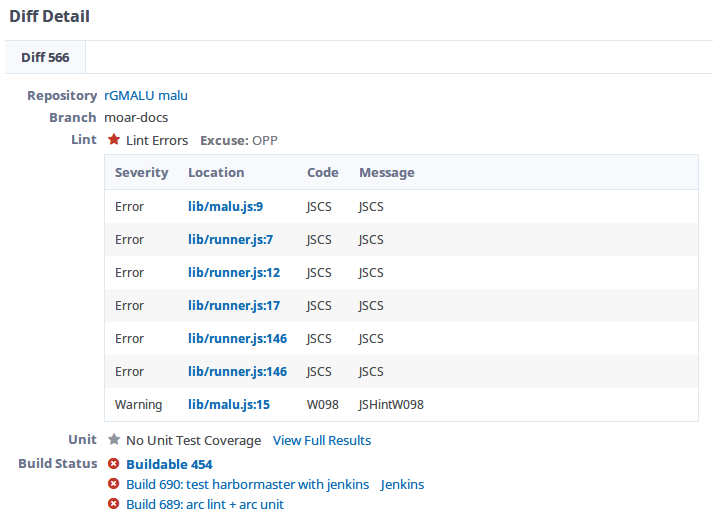 Diff Detail
Diff 566
Repository rGMALU malu
Branch moar-docs
Lint Lint Errors Excuse: OPP
Severity Location Code Message
Error lib/malu.js:9 JSCS JSCS
Error lib/runner.js:7 JSCS JSCS
Error lib/runner.js:12 JSCS JSCS
Error lib/runner.js:17 JSCS JSCS
Error lib/runner.js:146 JSCS JSCS
Error lib/runner.js:146 JSCS JSCS
Warning lib/malu.js:15 W098 JSHintW098
Unit No Unit Test Coverage View Full Results
Build Status Buildable 454
Build 690: test harbormaster with jenkins Jenkins
Build 689: arc lint + arc unit